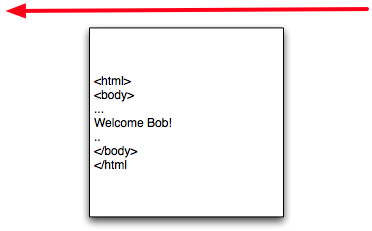 <html>
<body>
...
Welcome Bob!
..
</body>
</html